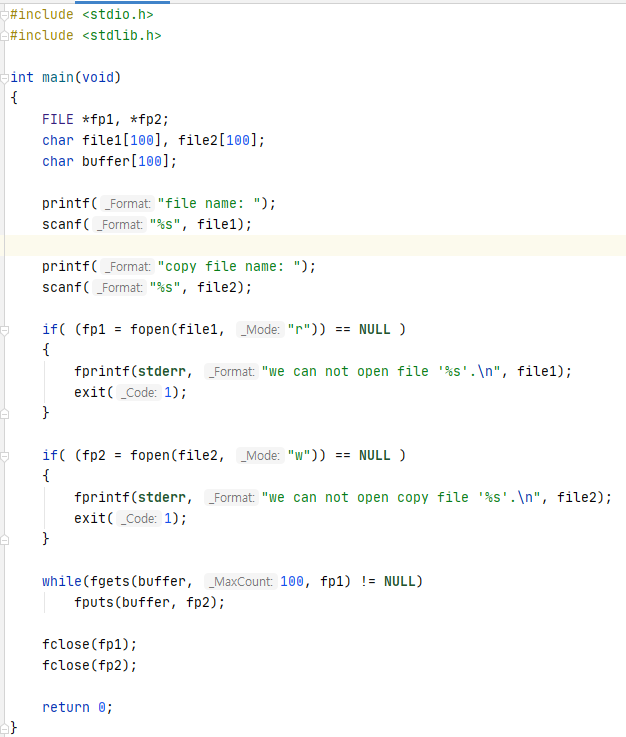 #include <stdio.h>
#include <stdlib.h>
int main(void)
{
FILE *fp1, *fp2;
char file1[100], file2[100];
char buffer[100];
printf( _Format: "file name: ");
scanf( _Format: "%s", file1);
printf( _Format: "copy file name: ");
scanf( _Format: "%s", file2);
if( (fp1 = fopen(file1, _Mode: "r")) == NULL )
{
fprintf(stderr, _Format: "we can not open file '%s'.\n", file1);
exit( _Code: 1);
}
if( (fp2 = fopen(file2, _Mode: "w")) == NULL )
{
fprintf(stderr, _Format: "we can not open copy file '%s'.\n", file2);
exit( _Code: 1);
}
while(fgets(buffer, _MaxCount: 100, fp1) != NULL)
fputs(buffer, fp2);
fclose(fp1);
fclose(fp2);
return 0;
}